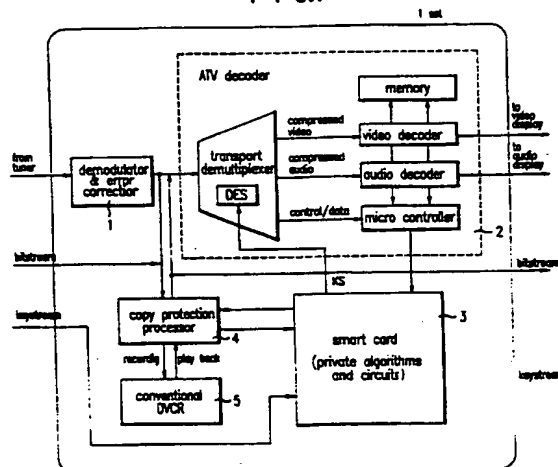 1 set
ATV decoder
memory
compressed
video
video decoder
to
video display
from
tuner
demodulator
& error
correction
1
transport
demultiplexer
DES
compressed
audio
audio decoder
to
audio display
control/data
micro controller
2
bitstream
KS
bitstream
keystream
copy protection
processor
4
smart card
(private algorithms
and circuits)
3
recordig
play back
keystream
conventional
DVCR
5